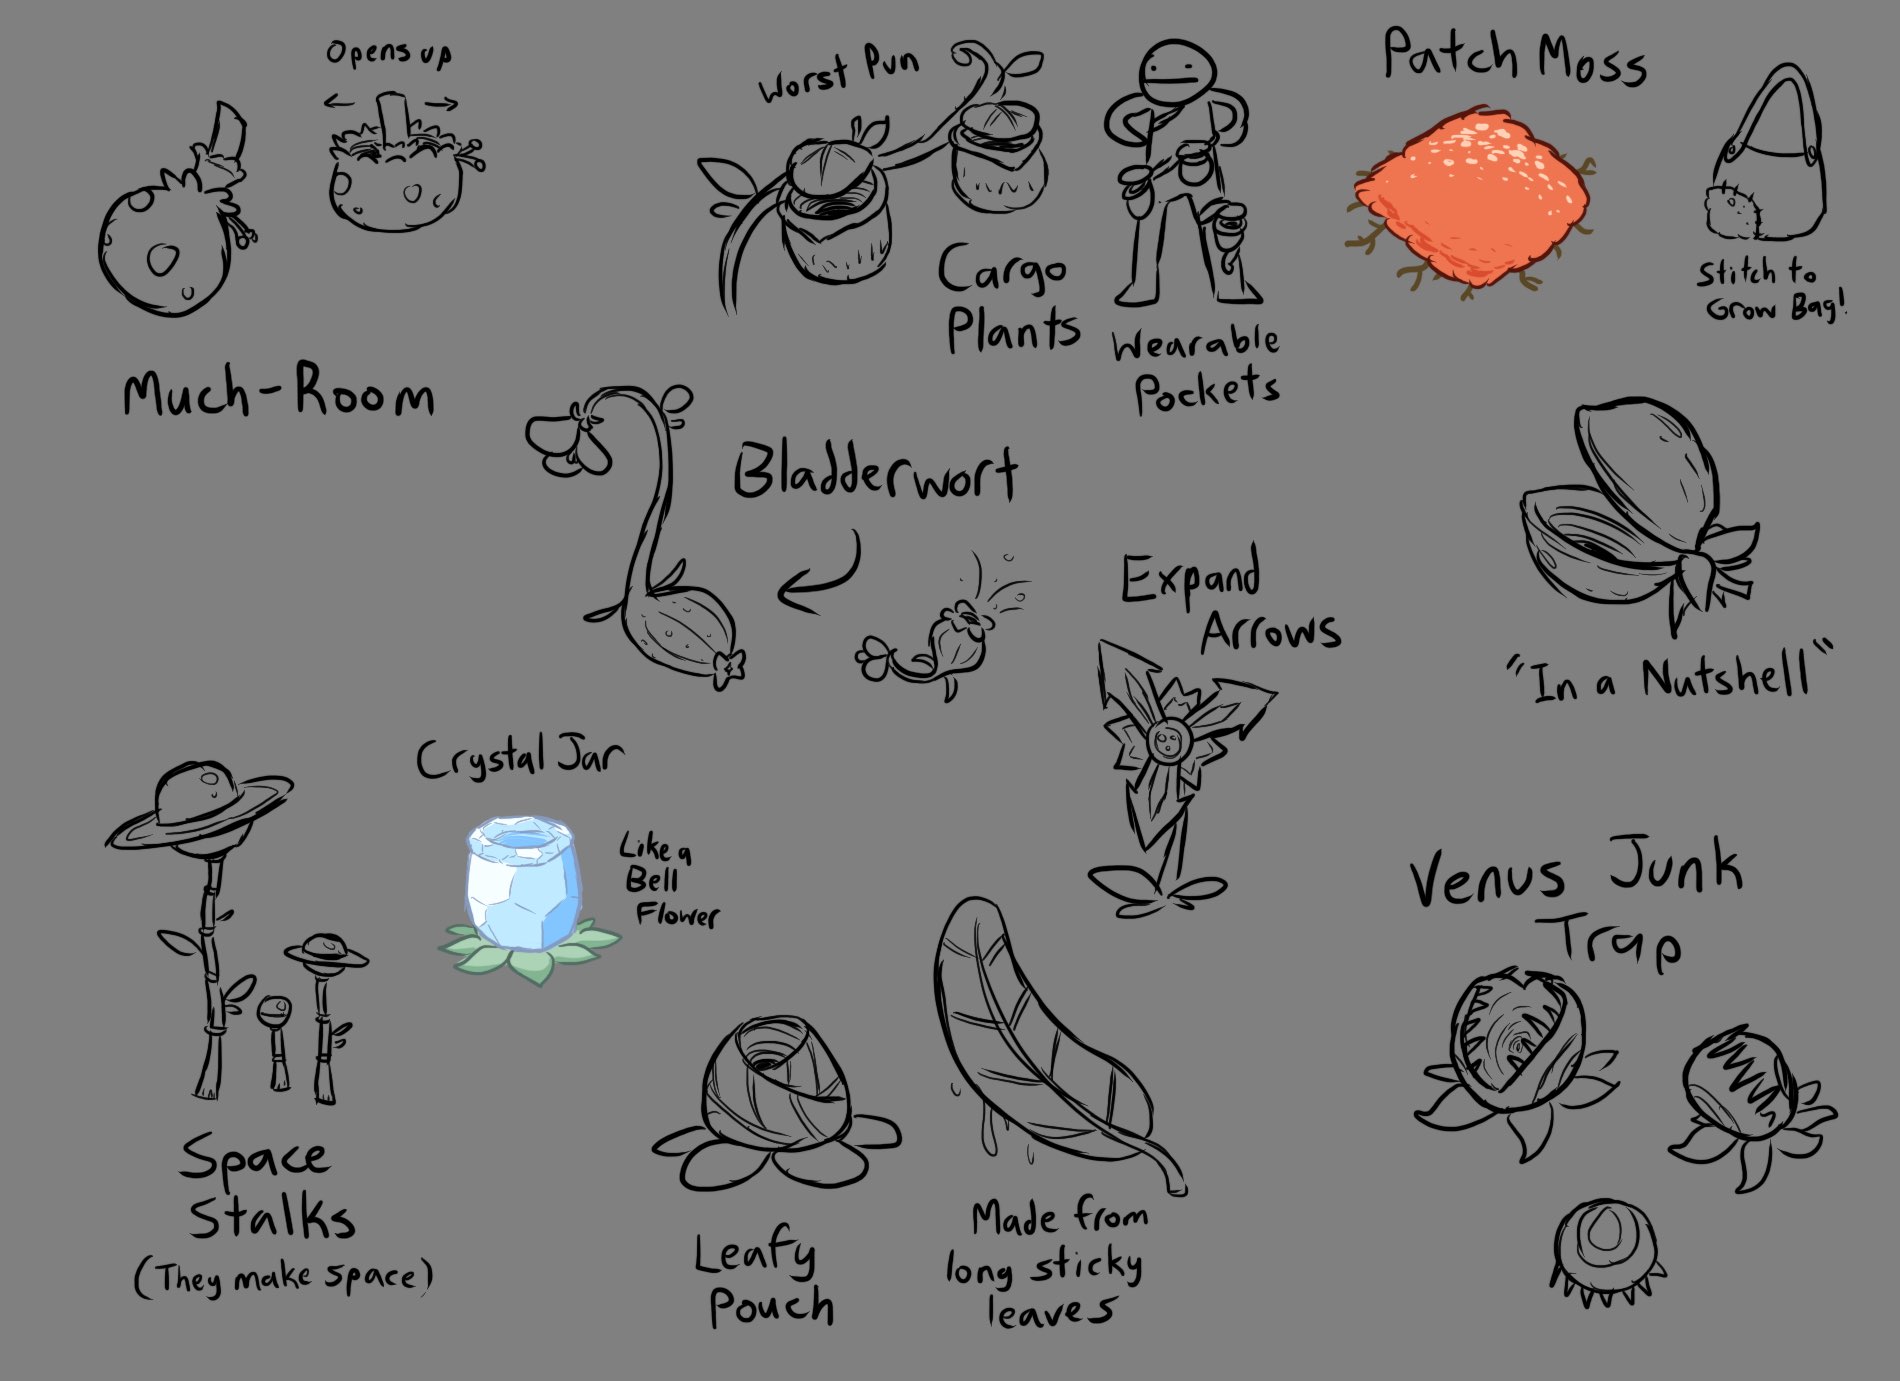 Opens up
Much-Room
Worst Pun
Cargo
Plants
Wearable
Pockets
Patch Moss
Stitch to
Grow Bag!
Bladderwort
Expand
Arrows
"In a Nutshell"
Crystal Jar
Like a
Bell
Flower
Space
Stalks
(They make space)
Leafy
Pouch
Made from
long sticky
leaves
Venus Junk
Trap